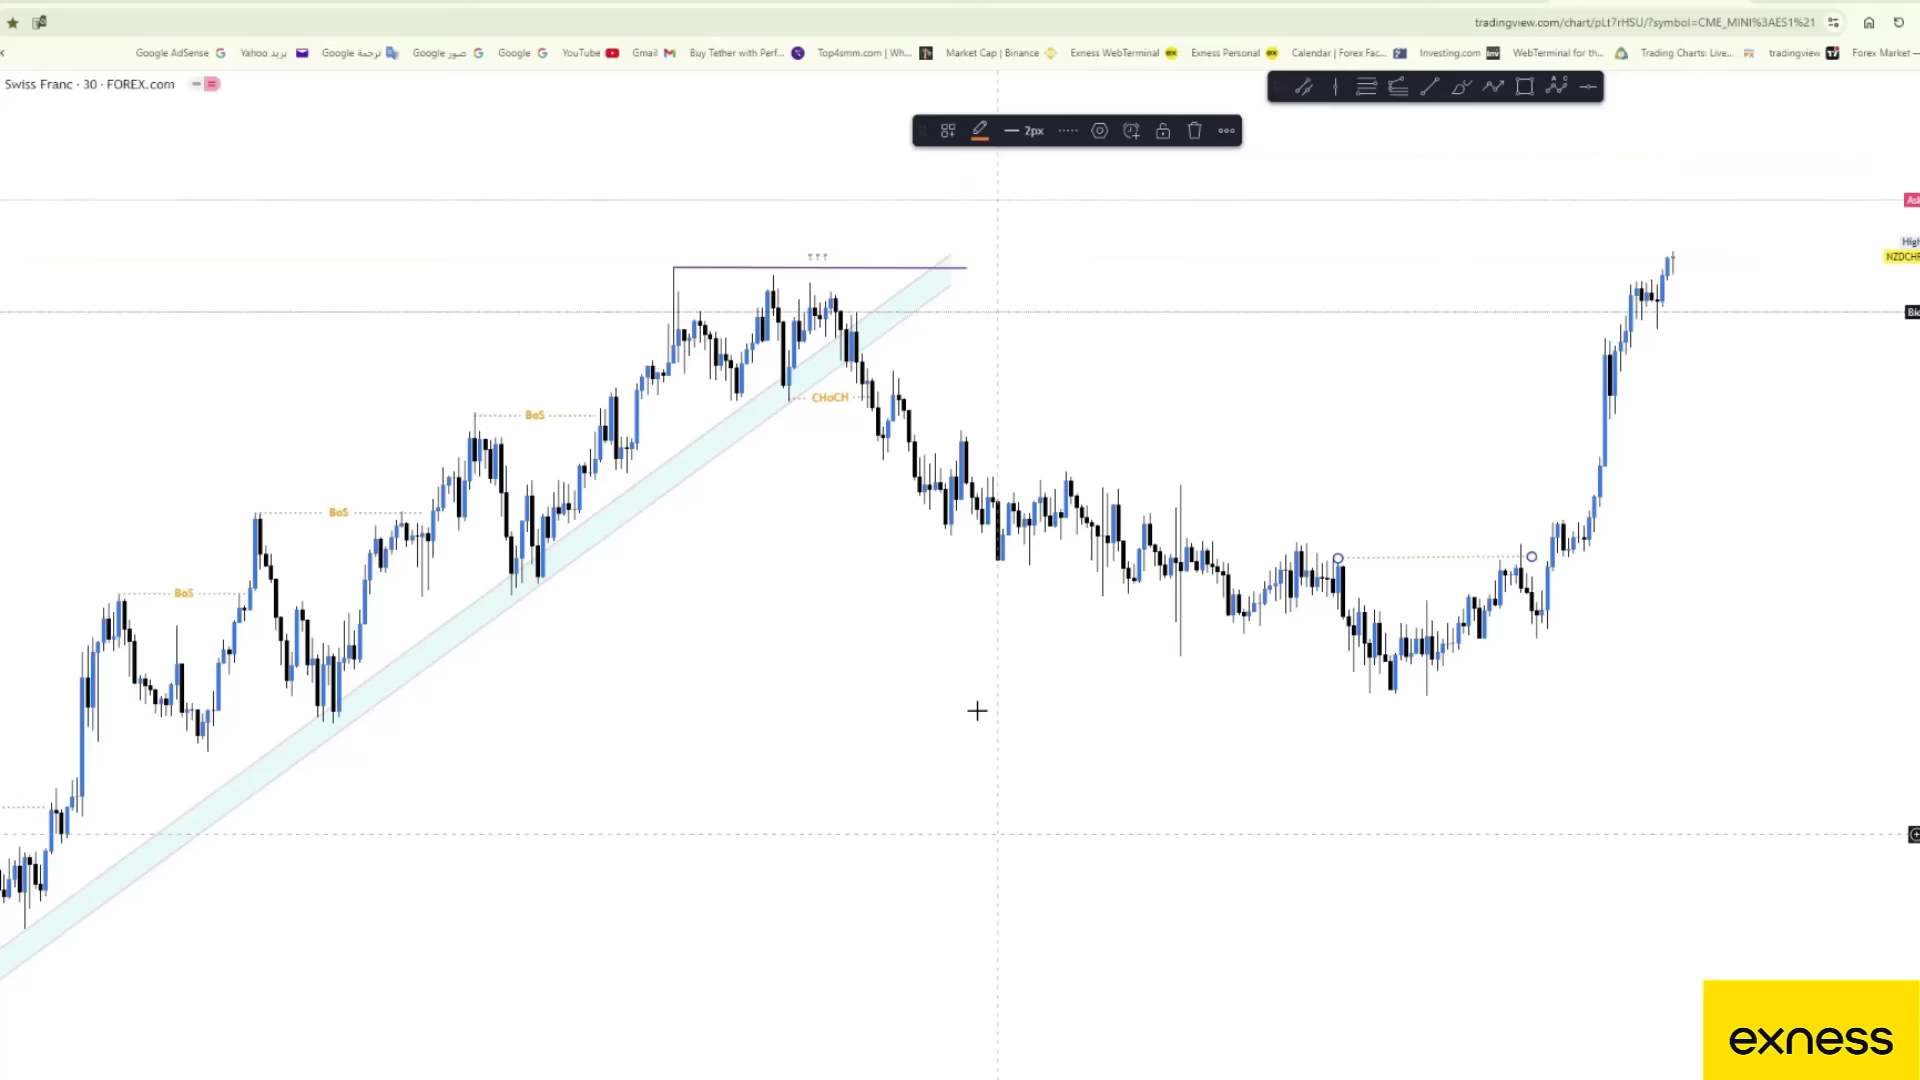 tradingview.com/chart/pLt7rHSU/?symbol=CME_MINI%3AES1%21
Google AdSense
بريد Yahoo
ترجمة Google
صور Google
Google
YouTube
Gmail
Buy Tether with Perf...
Top4smm.com | Wh...
Market Cap | Binance
Exness WebTerminal
Exness Personal
Calendar | Forex Fac...
Investing.com
WebTerminal for th...
Trading Charts: Live...
tradingview
Forex Market —
Swiss Franc · 30 · FOREX.com
2px
Ask
High
NZDCHF
Bid
BoS
BoS
BoS
CHoCH
exness